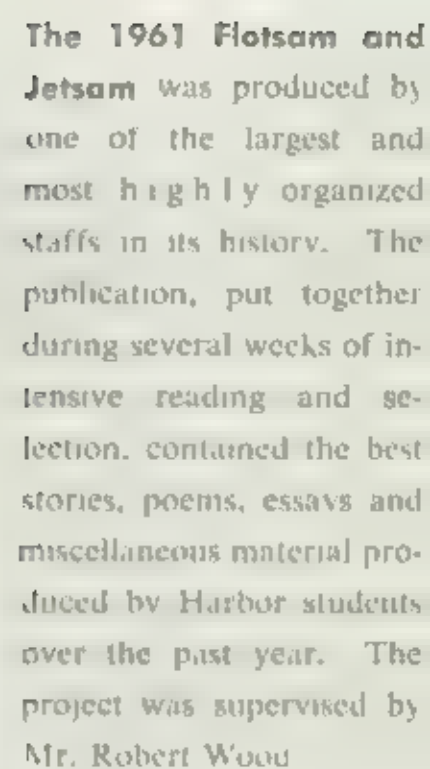 The 1961 Flotsam and
Jetsam was produced by
one of the largest and
most highly organized
staffs in its history. The
publication, put together
during several weeks of in-
tensive reading and se-
lection, contained the best
stories, poems, essays and
miscellaneous material pro-
duced by Harbor students
over the past year. The
project was supervised by
Mr. Robert Wood